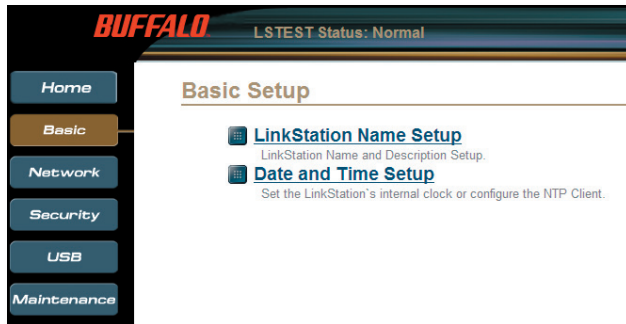 BUFFALO
LSTEST Status: Normal
Home
Basic
Network
Security
USB
Maintenance
Basic Setup
LinkStation Name Setup
LinkStation Name and Description Setup.
Date and Time Setup
Set the LinkStation`s internal clock or configure the NTP Client.